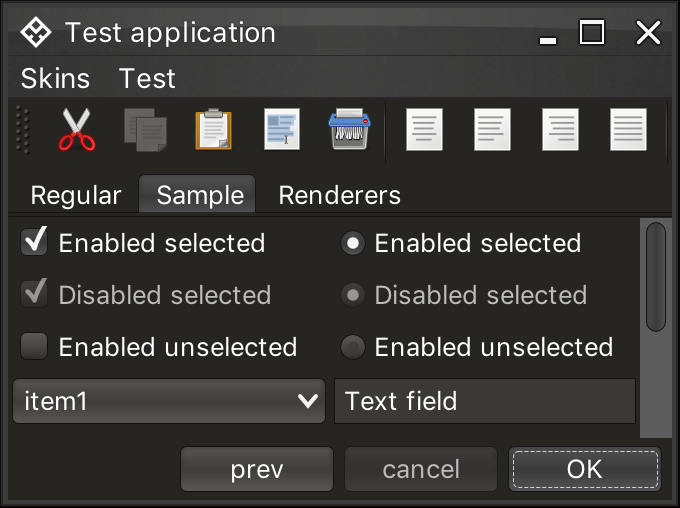 Test application
Skins Test
Regular Sample Renderers
Enabled selected Enabled selected
Disabled selected Disabled selected
Enabled unselected Enabled unselected
item1 Text field
prev cancel OK